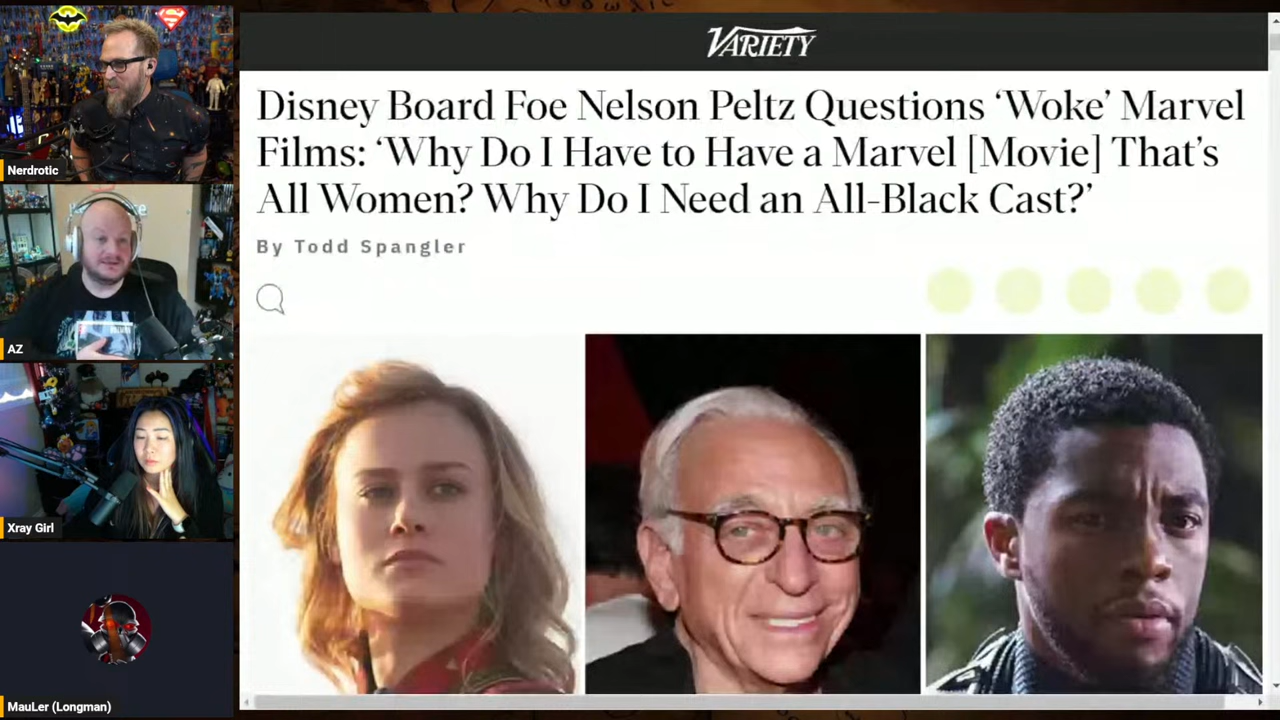 VARIETY
Disney Board Foe Nelson Peltz Questions ‘Woke’ Marvel
Films: ‘Why Do I Have to Have a Marvel [Movie] That’s
All Women? Why Do I Need an All-Black Cast?’
By Todd Spangler
Nerdrotic
AZ
Xray Girl
MauLer (Longman)